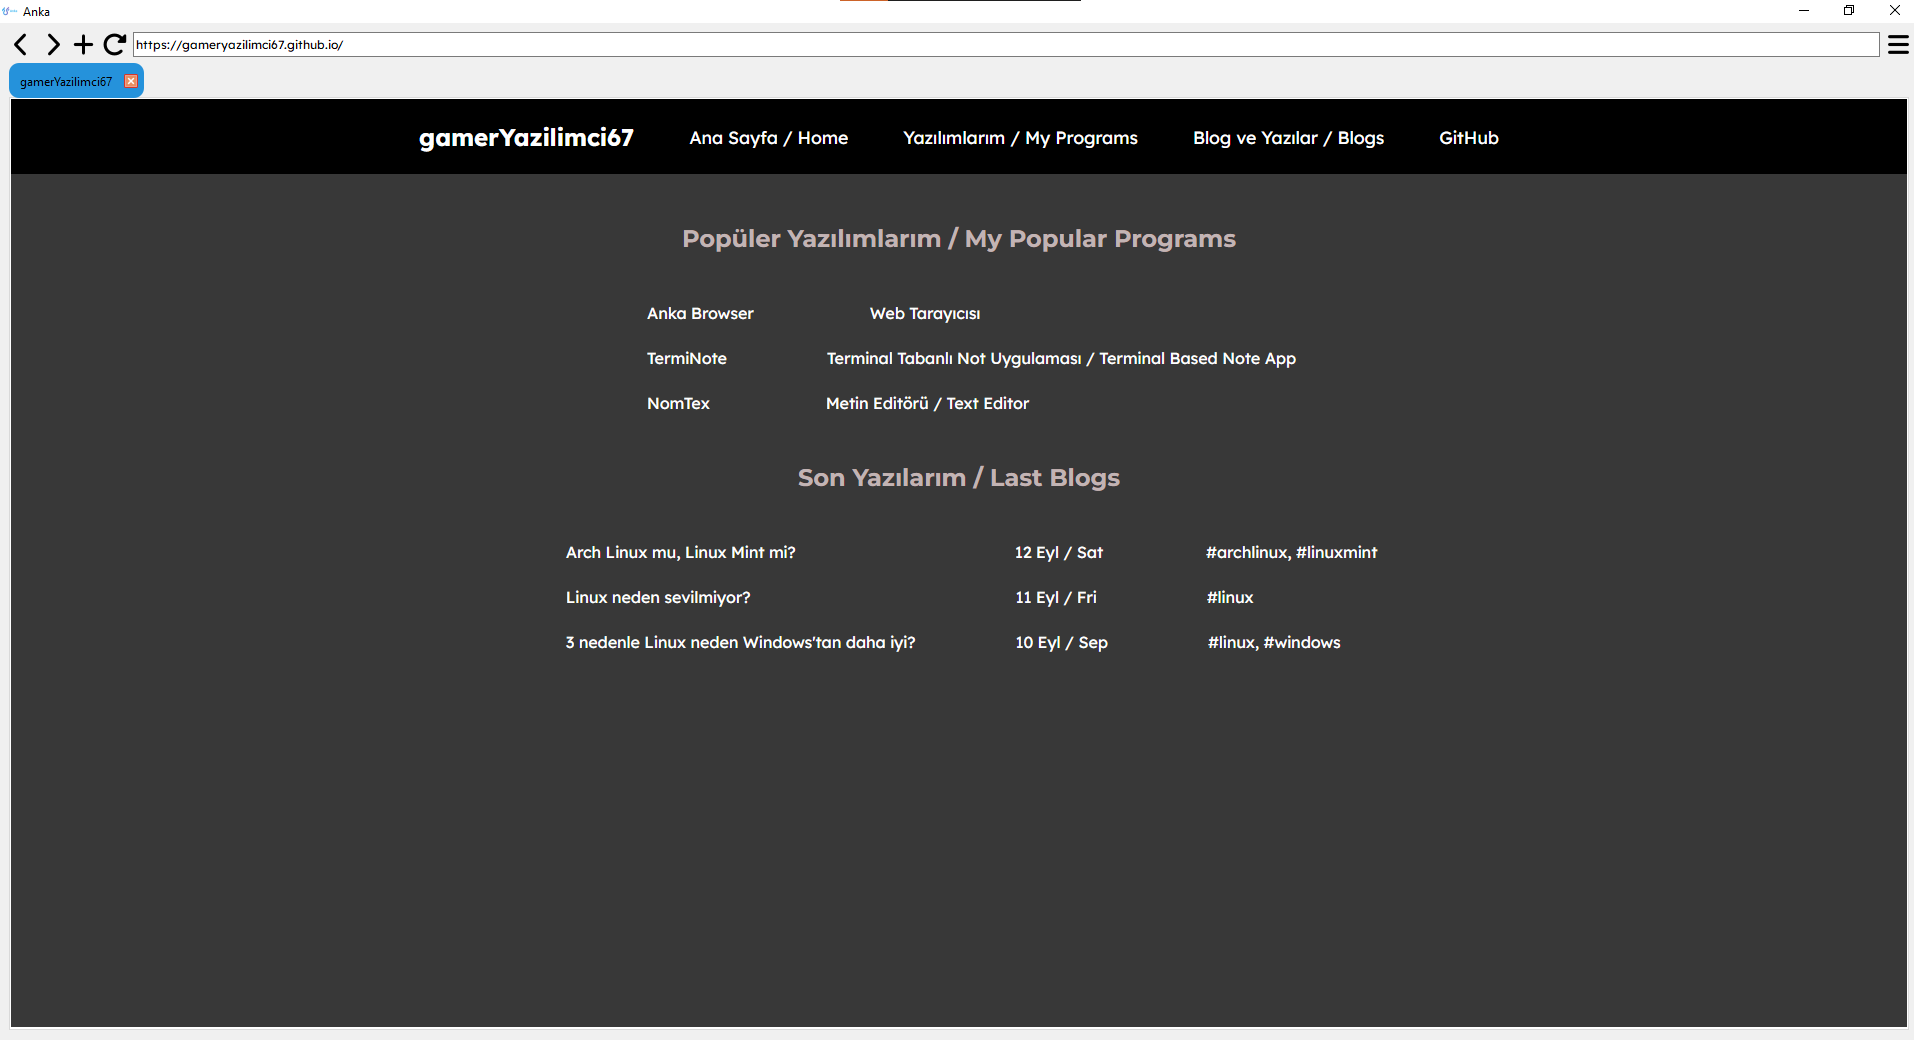 Anka
https://gameryazilimci67.github.io/
gamerYazilimci67
gamerYazilimci67 Ana Sayfa / Home Yazılımlarım / My Programs Blog ve Yazılar / Blogs GitHub
Popüler Yazılımlarım / My Popular Programs
Anka Browser Web Tarayıcısı
TermiNote Terminal Tabanlı Not Uygulaması / Terminal Based Note App
NomTex Metin Editörü / Text Editor
Son Yazılarım / Last Blogs
Arch Linux mu, Linux Mint mi? 12 Eyl / Sat #archlinux, #linuxmint
Linux neden sevilmiyor? 11 Eyl / Fri #linux
3 nedenle Linux neden Windows'tan daha iyi? 10 Eyl / Sep #linux, #windows